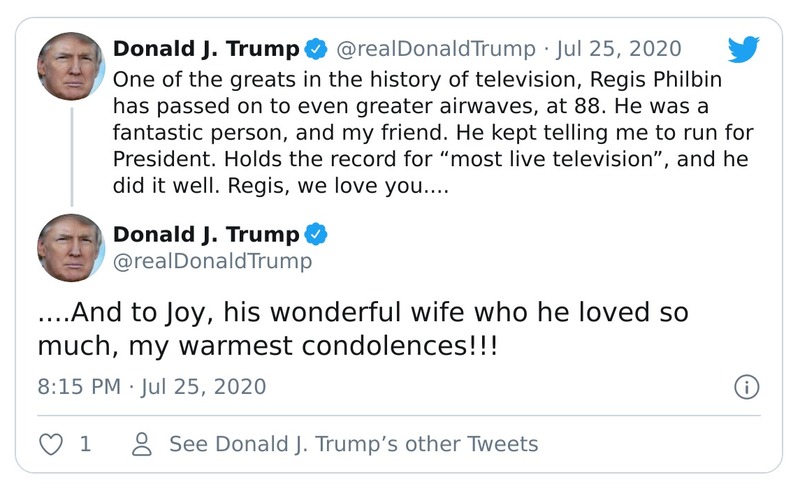 Donald J. Trump @realDonaldTrump · Jul 25, 2020
One of the greats in the history of television, Regis Philbin
has passed on to even greater airwaves, at 88. He was a
fantastic person, and my friend. He kept telling me to run for
President. Holds the record for “most live television”, and he
did it well. Regis, we love you....
Donald J. Trump
@realDonaldTrump
....And to Joy, his wonderful wife who he loved so
much, my warmest condolences!!!
8:15 PM · Jul 25, 2020
1 See Donald J. Trump’s other Tweets